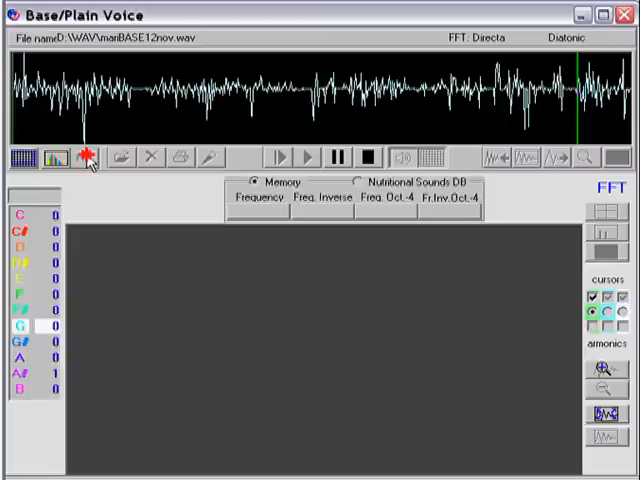 Base/Plain Voice
File nameD:\WAV\mariBASE12nov.wav FFT: Directa Diatonic
Memory Nutritional Sounds DB
Frequency Freq. Inverse Freq. Oct.-4 Fr.Inv.Oct.-4
FFT
C 0
C# 0
D 0
D# 0
E 0
F 0
F# 0
G 0
G# 0
A 0
A# 1
B 0
cursors
armonics